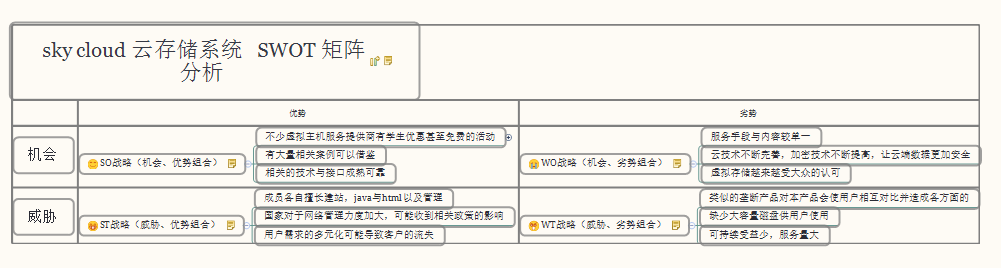 sky cloud 云存储系统 SWOT 矩阵
分析
优势
劣势
机会
SO战略（机会、优势组合）
不少虚拟主机服务提供商有学生优惠甚至免费的活动
有大量相关案例可以借鉴
相关的技术与接口成熟可靠
WO战略（机会、劣势组合）
服务手段与内容较单一
云技术不断完善，加密技术不断提高，让云端数据更加安全
虚拟存储越来越受大众的认可
威胁
ST战略（威胁、优势组合）
成员各自擅长建站，java与html以及管理
国家对于网络管理力度加大，可能收到相关政策的影响
用户需求的多元化可能导致客户的流失
WT战略（威胁、劣势组合）
类似的垄断产品对本产品会使用户相互对比并造成各方面的
缺少大容量磁盘供用户使用
可持续受益少，服务量大